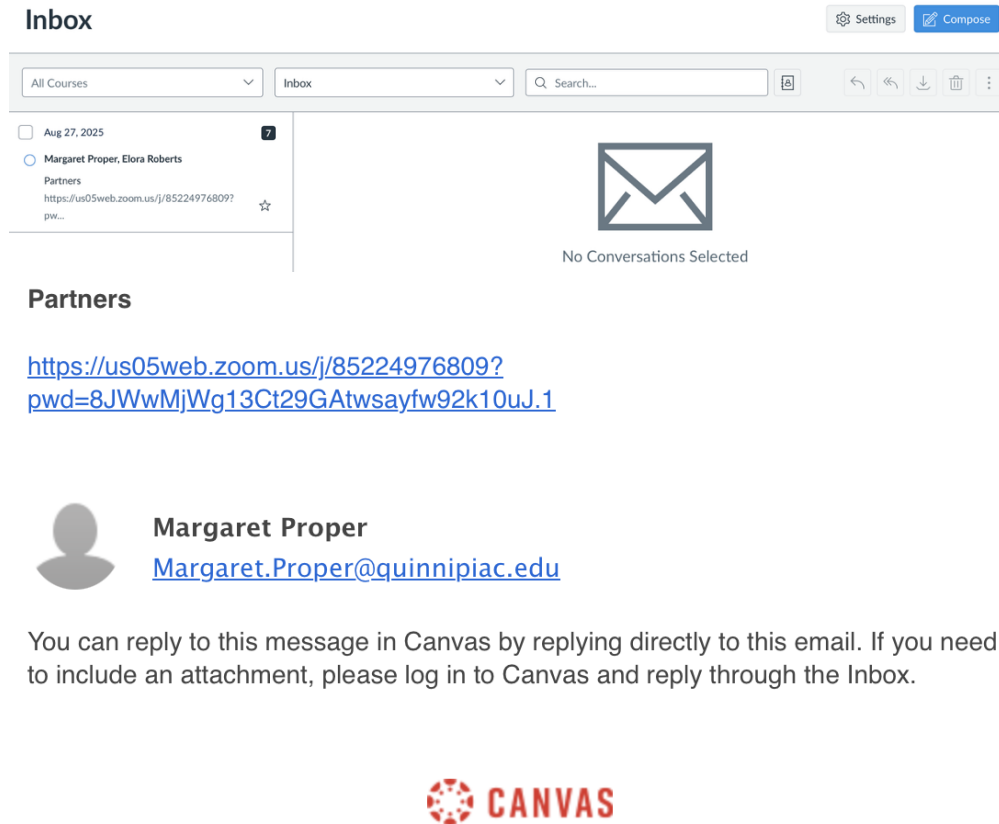 Inbox
Settings
Compose
All Courses
Inbox
Search...
Aug 27, 2025
7
Margaret Proper, Elora Roberts
Partners
https://us05web.zoom.us/j/85224976809?
pw...
No Conversations Selected
Partners
https://us05web.zoom.us/j/85224976809?
pwd=8JWwMjWg13Ct29GAtwsayfw92k10uJ.1
Margaret Proper
Margaret.Proper@quinnipiac.edu
You can reply to this message in Canvas by replying directly to this email. If you need
to include an attachment, please log in to Canvas and reply through the Inbox.
CANVAS